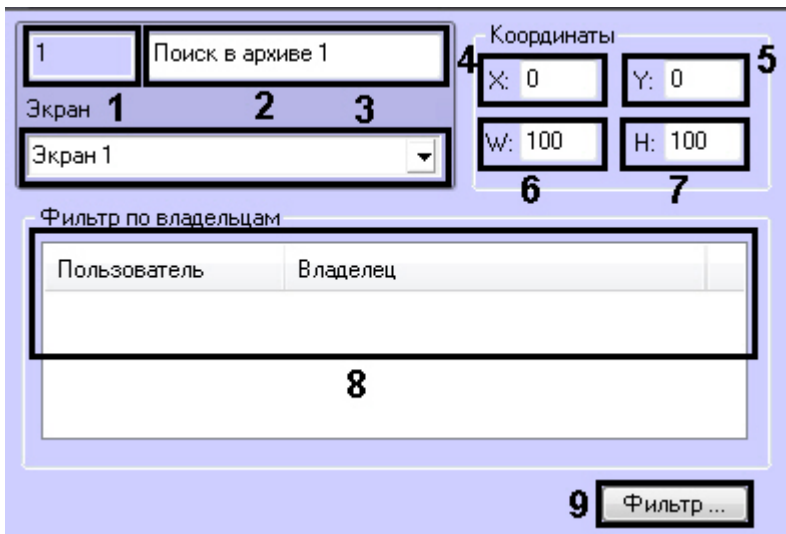 1 Поиск в архиве 1
Экран 1 2 3
Экран 1
Координаты
4 X: 0 Y: 0 5
W: 100 H: 100
6 7
Фильтр по владельцам
Пользователь Владелец
8
9 Фильтр ...